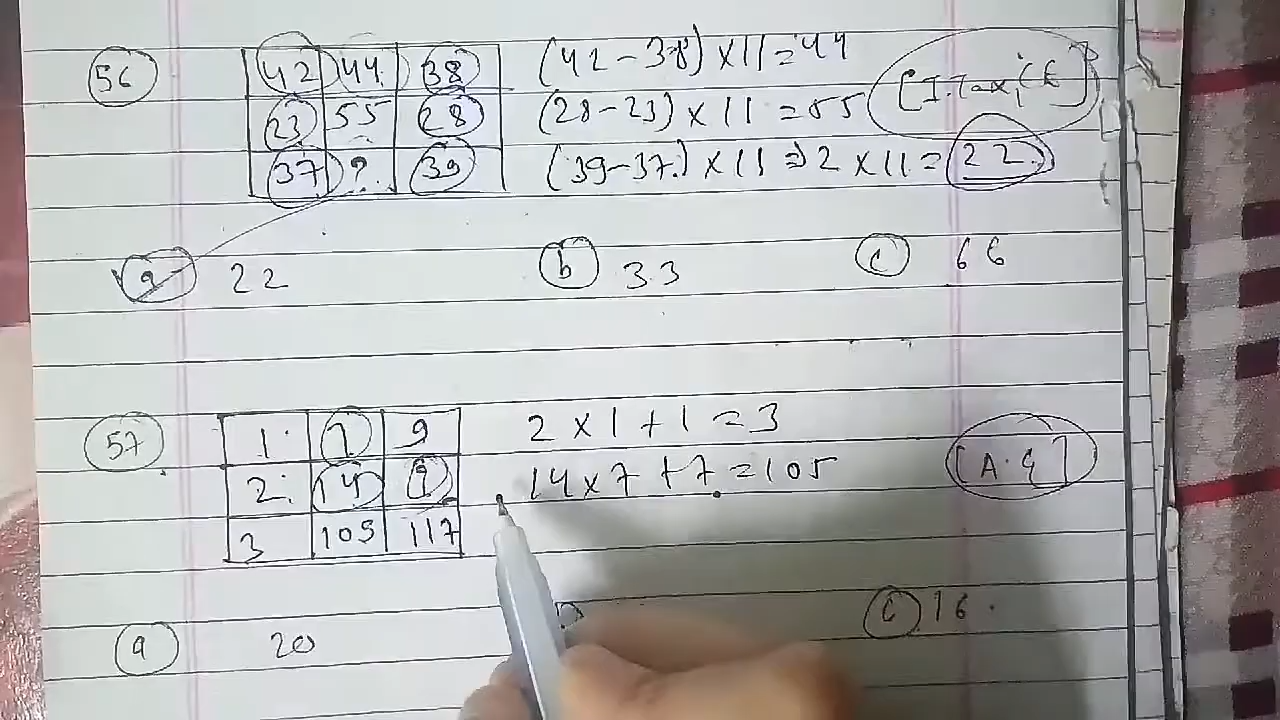 56 42 44 38 (42-38) x 11 = 44
23 55 28 (28-23) x 11 = 55 [I.Tax, ]
37 ? 39 (39-37) x 11 ⇒ 2 x 11 = 22
a 22 b 33 c 66
57 1 7 9 2 x 1 + 1 = 3
2 14 ? 14 x 7 + 7 = 105
3 105 117
a 20 c 16